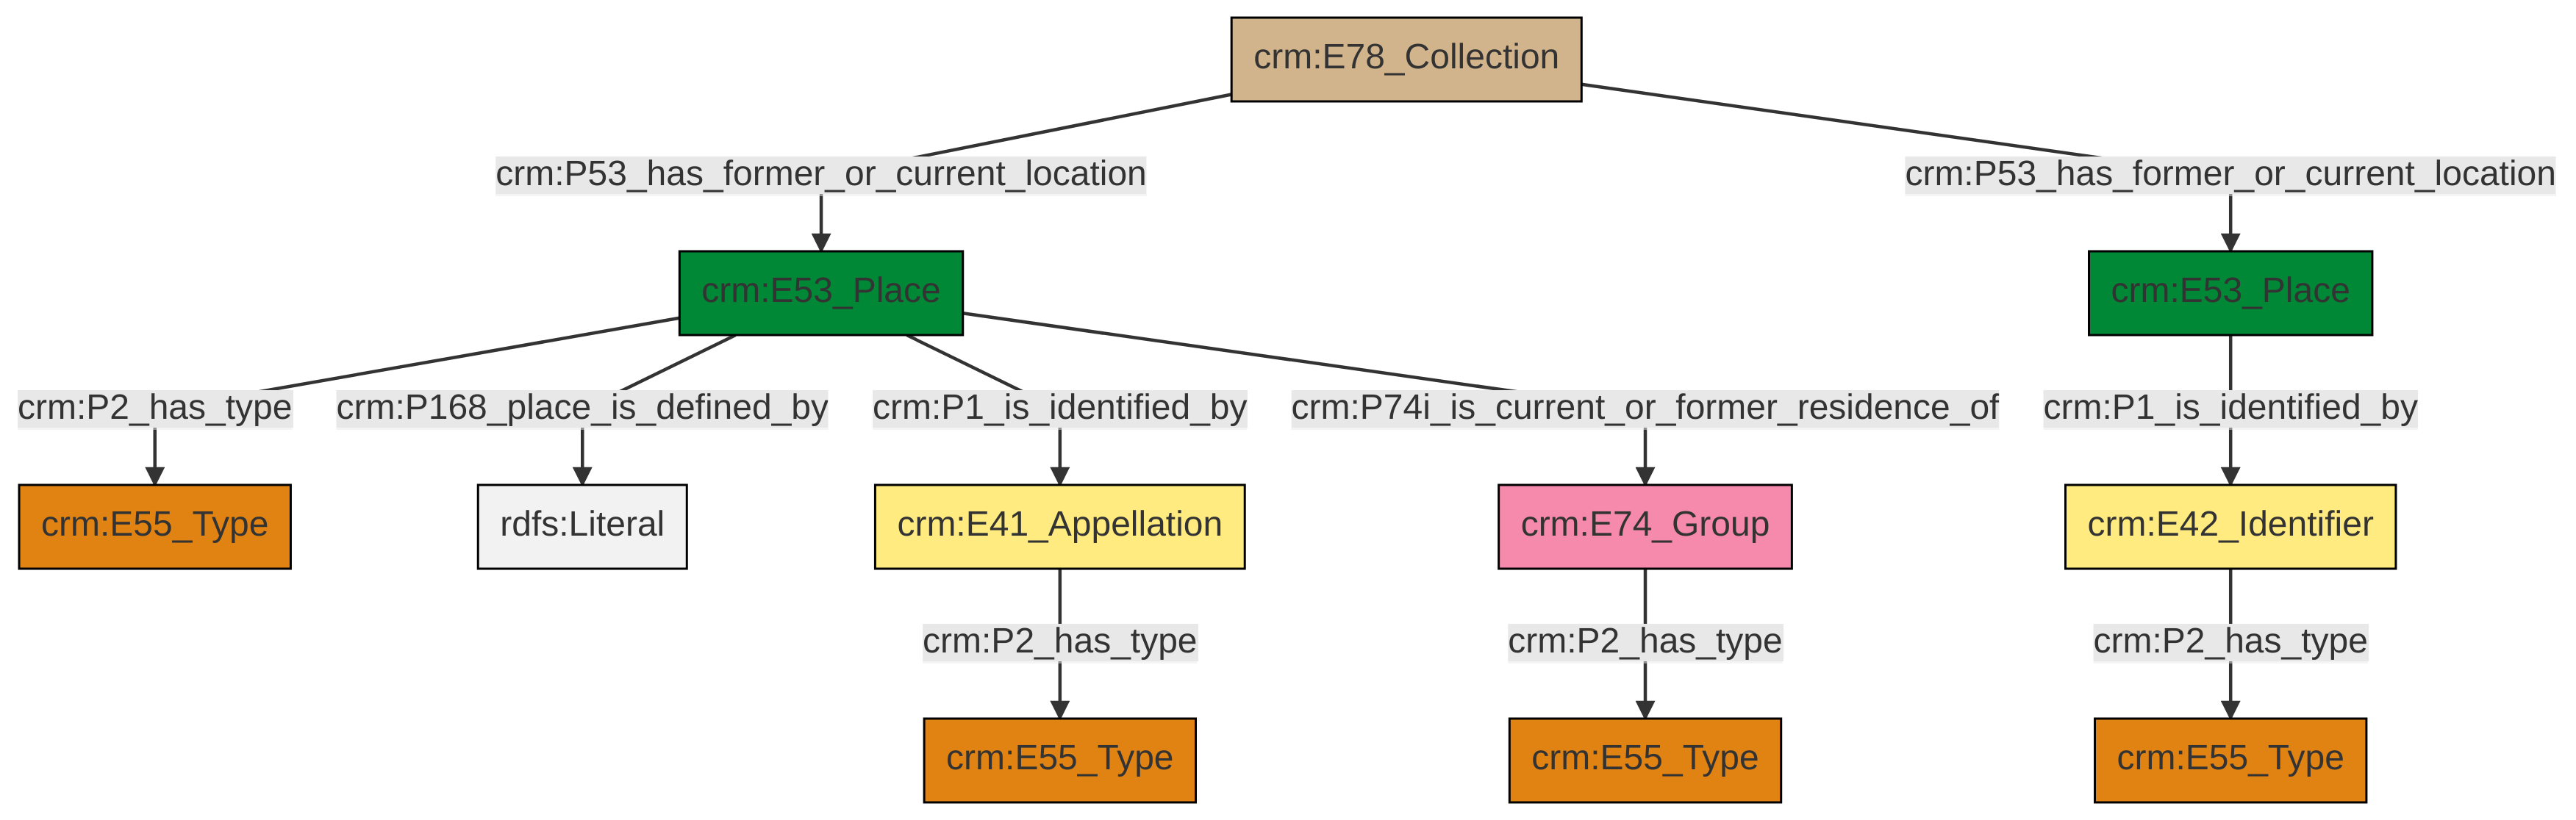 crm:E78_Collection
crm:P53_has_former_or_current_location
crm:P53_has_former_or_current_location
crm:E53_Place
crm:E53_Place
crm:P2_has_type
crm:P168_place_is_defined_by
crm:P1_is_identified_by
crm:P74i_is_current_or_former_residence_of
crm:P1_is_identified_by
crm:E55_Type
rdfs:Literal
crm:E41_Appellation
crm:E74_Group
crm:E42_Identifier
crm:P2_has_type
crm:P2_has_type
crm:P2_has_type
crm:E55_Type
crm:E55_Type
crm:E55_Type